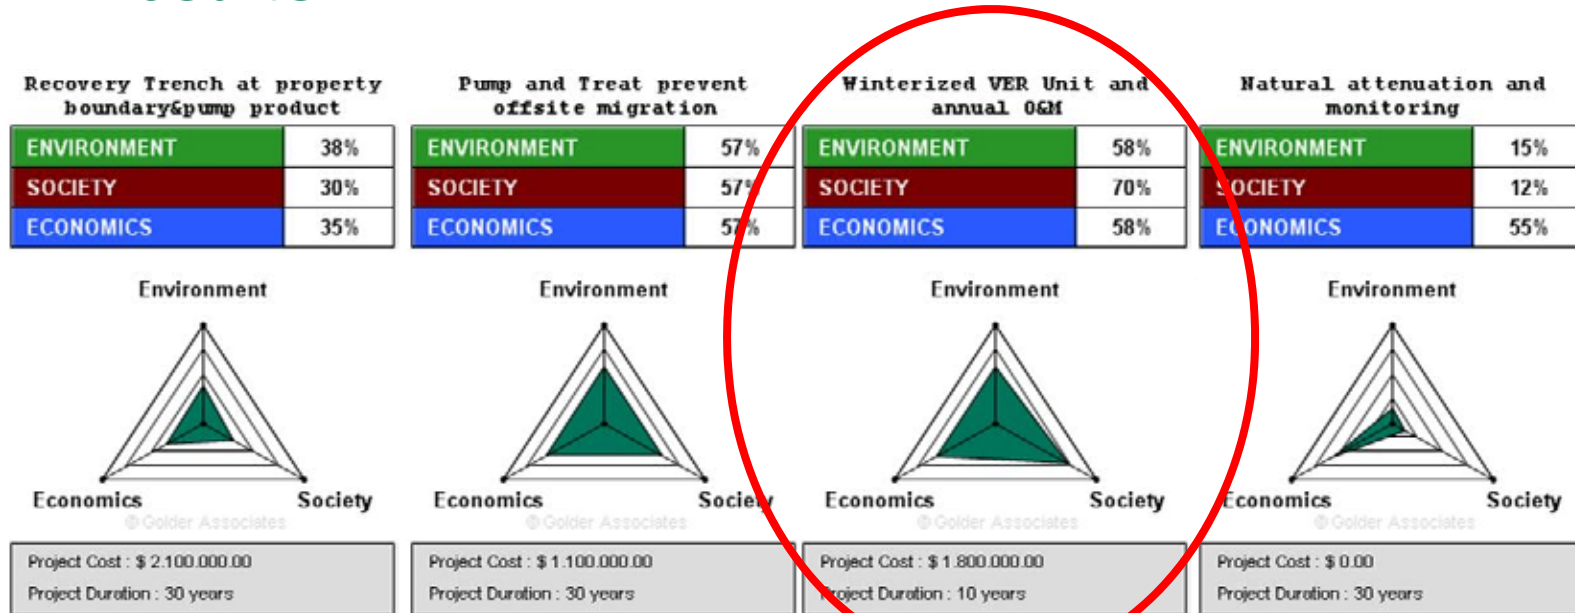 Recovery Trench at property
boundary&pump product
ENVIRONMENT 38%
SOCIETY 30%
ECONOMICS 35%
Environment
Economics Society
© Golder Associates
Project Cost : $ 2.100.000.00
Project Duration : 30 years
Pump and Treat prevent
offsite migration
ENVIRONMENT 57%
SOCIETY 57%
ECONOMICS 57%
Environment
Economics Society
© Golder Associates
Project Cost : $ 1.100.000.00
Project Duration : 30 years
Winterized VER Unit and
annual O&M
ENVIRONMENT 58%
SOCIETY 70%
ECONOMICS 58%
Environment
Economics Society
© Golder Associates
Project Cost : $ 1.800.000.00
Project Duration : 10 years
Natural attenuation and
monitoring
ENVIRONMENT 15%
SOCIETY 12%
ECONOMICS 55%
Environment
Economics Society
© Golder Associates
Project Cost : $ 0.00
Project Duration : 30 years